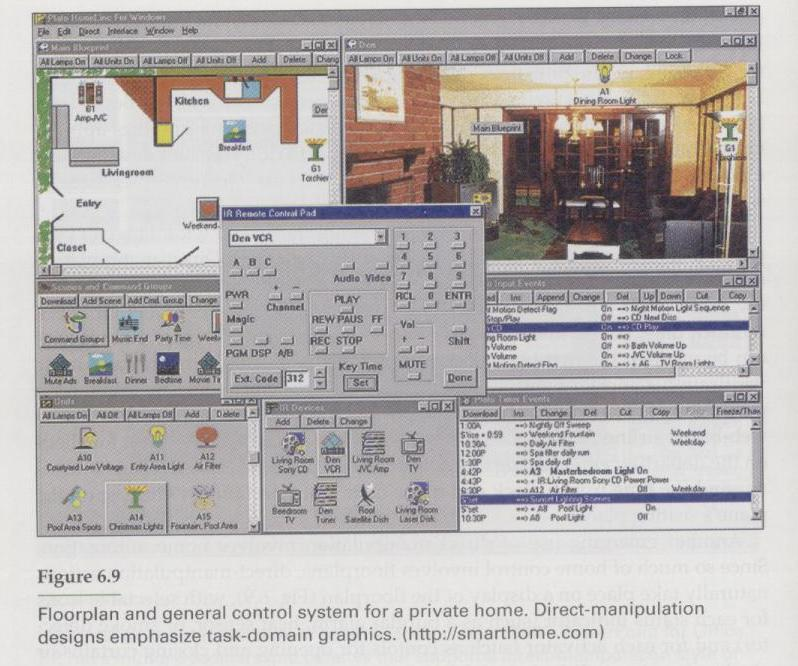 Plato HomeLinc For Windows
File Edit Direct Interface Window Help
Main Blueprint
All Lamps On All Units On All Lamps Off All Units Off Add Delete Chang
B1
Amp-JVC
Kitchen
Den
Breakfast
G1
Torchier
Livingroom
Entry
Weekend
Closet
Den
All Lamps On All Units On All Lamps Off All Units Off Add Delete Change Lock
A1
Dining Room Light
Main Blueprint
G1
Torchier
IR Remote Control Pad
Den VCR
1 2 3
A B C
4 5 6
Audio Video
7 8 9
PWR
+ -
Channel
PLAY
RCL 0 ENTR
Magic
REW PAUS FF
Vol
+ -
Shift
PGM DSP A/B
REC STOP
MUTE
Key Time
Ext. Code 312
Set
Done
Scenes and Command Groups
Download Add Scene Add Cmd. Group Change
Command Groups Music End Party Time Weeke
Mute Ads Breakfast Dinner Bedtime Movie Ti
Input Events
ad Ins Append Change Del Up Down Cut Copy
t Motion Detect-Flag On ==> Night Motion Light Sequence
Stop/Play Off ==> CD Next Disc
CD On ==> CD Play
ng Room Light On ==>
Volume Off ==> Bath Volume Up
Volume On ==> JVC Volume Up
t Motion Detect-Flag On ==> + A6 TV Room Lights
Units
All Lamps On All Off All Lamps Off Add Delete
A10
Courtyard Low Voltage
A11
Entry Area Light
A12
Air Filter
A13
Pool Area Spots
A14
Christmas Lights
A15
Fountain, Pool Area
IR Devices
Add Delete Change
Living Room
Sony CD
Den
VCR
Living Room
JVC Amp
Den
TV
Beedroom
TV
Den
Tuner
Roof
Satellite Dish
Living Room
Laser Disk
Plato Timer Events
Download Ins Change Del Cut Copy Paste Freeze/Thaw
1:00A ==> Nightly Off Sweep
S'rise + 0:59 ==> Weekend Fountain Weekend
10:30A ==> Daily Air Filter Weekday
12:00P ==> Spa filter daily run
1:30P ==> Spa daily off
4:42P ==> A3 Masterbedroom Light On
4:43P ==> + IR:Living Room Sony CD Power Power
6:30P ==> A12 Air Filter Off Weekday
S'set ==> Sunset Lighting Scenes
S'set ==> + A8 Pool Light On
10:30P ==> A8 Pool Light Off
Figure 6.9
Floorplan and general control system for a private home. Direct-manipulation
designs emphasize task-domain graphics. (http://smarthome.com)